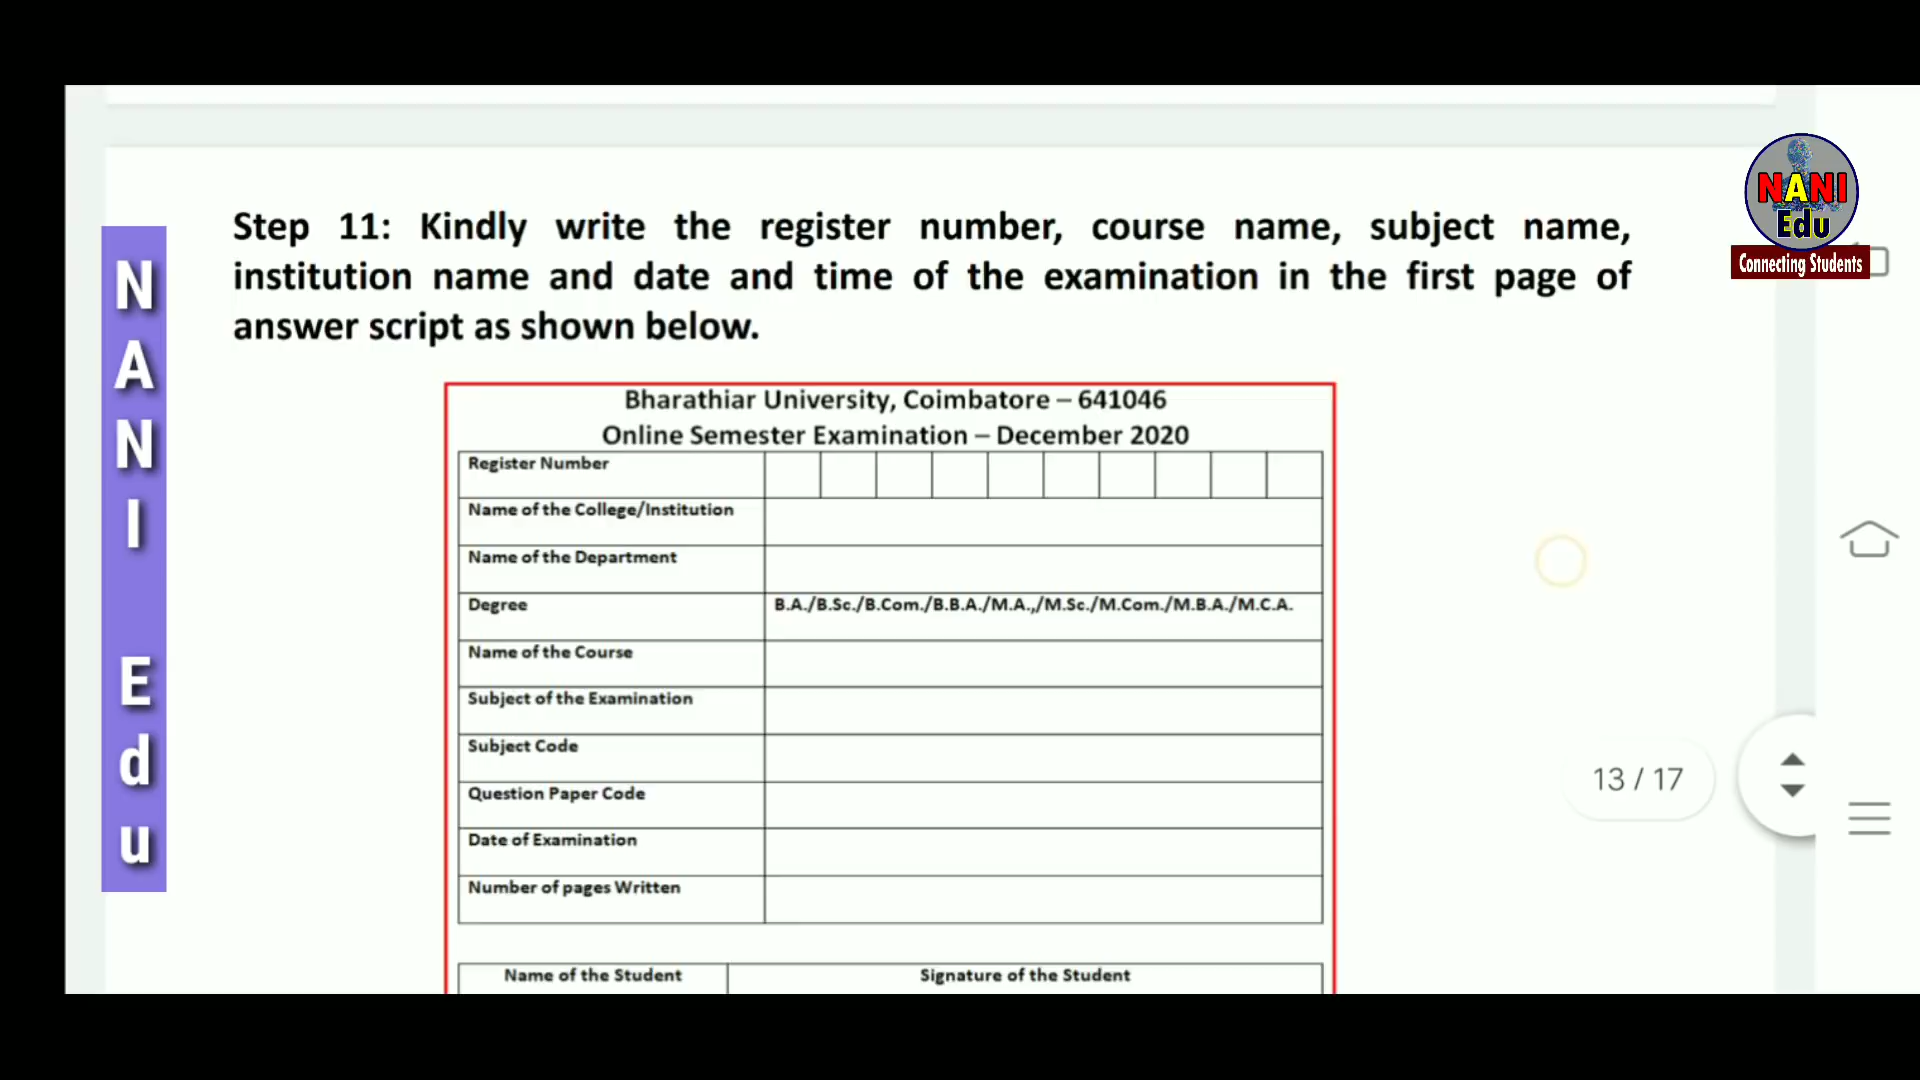 Step 11: Kindly write the register number, course name, subject name,
institution name and date and time of the examination in the first page of
answer script as shown below.
Bharathiar University, Coimbatore – 641046
Online Semester Examination – December 2020
Register Number
Name of the College/Institution
Name of the Department
Degree B.A./B.Sc./B.Com./B.B.A./M.A.,/M.Sc./M.Com./M.B.A./M.C.A.
Name of the Course
Subject of the Examination
Subject Code
Question Paper Code
Date of Examination
Number of pages Written
Name of the Student Signature of the Student
NANI Edu
NANI
Edu
Connecting Students
13 / 17